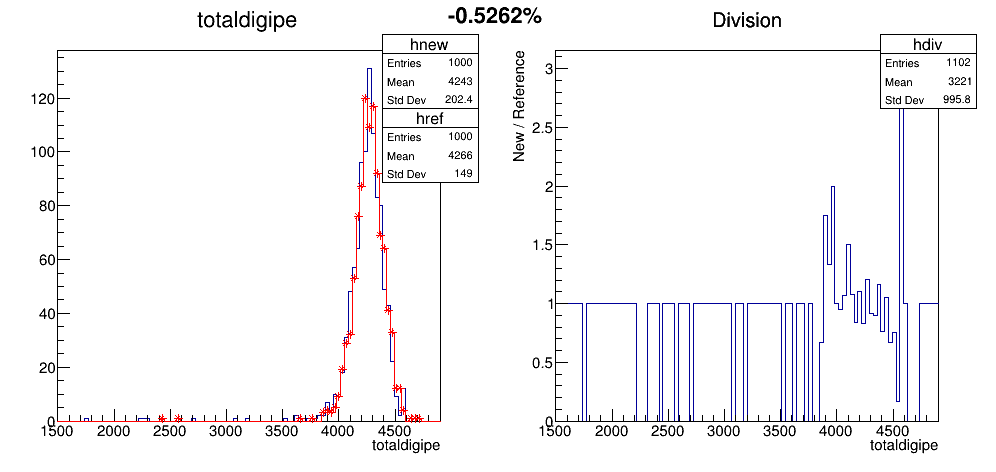 totaldigipe
-0.5262%
Division
hnew
Entries 1000
Mean 4243
Std Dev 202.4
href
Entries 1000
Mean 4266
Std Dev 149
120
100
80
60
40
20
0
1500 2000 2500 3000 3500 4000 4500
totaldigipe
hdiv
Entries 1102
Mean 3221
Std Dev 995.8
New / Reference
3
2.5
2
1.5
1
0.5
0
1500 2000 2500 3000 3500 4000 4500
totaldigipe